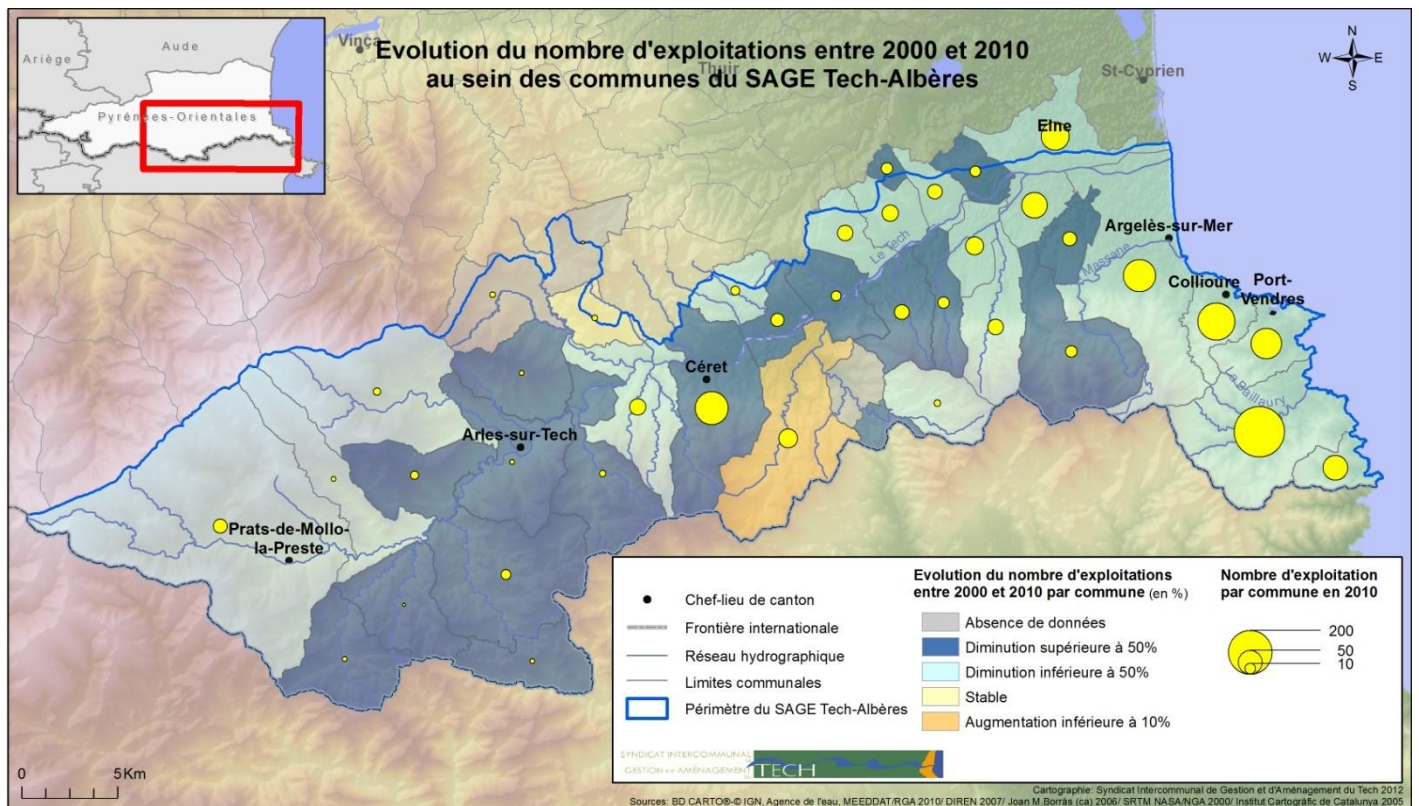 Evolution du nombre d'exploitations entre 2000 et 2010
au sein des communes du SAGE Tech-Albères
Ariège
Aude
Pyrénées-Orientales
Vinça
Thuir
St-Cyprien
N
W
E
S
Elne
Argelès-sur-Mer
Le Tech
Massane
Collioure
Port-
Vendres
La Baillaury
Céret
Arles-sur-Tech
Prats-de-Mollo-
la-Preste
Chef-lieu de canton
Frontière internationale
Réseau hydrographique
Limites communales
Périmètre du SAGE Tech-Albères
Evolution du nombre d'exploitations
entre 2000 et 2010 par commune (en %)
Absence de données
Diminution supérieure à 50%
Diminution inférieure à 50%
Stable
Augmentation inférieure à 10%
Nombre d'exploitation
par commune en 2010
200
50
10
SYNDICAT INTERCOMMUNAL
GESTION et AMÉNAGEMENT
TECH
0
5Km
Cartographie: Syndicat Intercommunal de Gestion et d'Aménagement du Tech 2012
Sources: BD CARTO®-© IGN, Agence de l'eau, MEEDDAT/RGA 2010/ DIREN 2007/ Joan M.Borràs (ca) 2006/ SRTM NASA/NGA 2000/ Institut Cartogràfic de Catalunya 2005